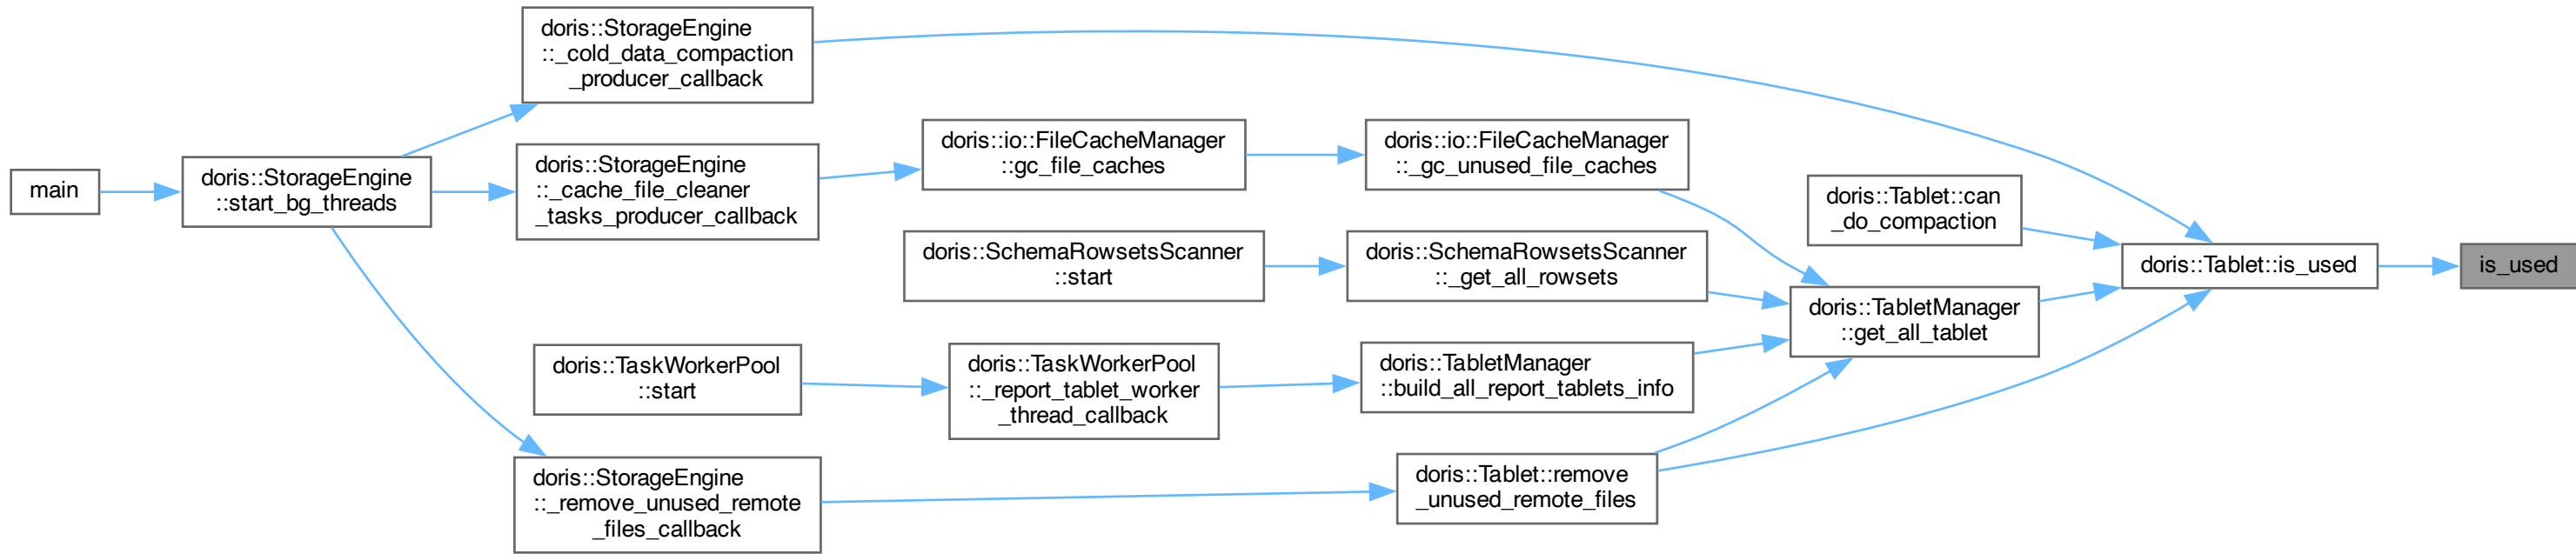 main
doris::StorageEngine
::start_bg_threads
doris::StorageEngine
::_cold_data_compaction
_producer_callback
doris::StorageEngine
::_cache_file_cleaner
_tasks_producer_callback
doris::TaskWorkerPool
::start
doris::StorageEngine
::_remove_unused_remote
_files_callback
doris::io::FileCacheManager
::gc_file_caches
doris::SchemaRowsetsScanner
::start
doris::TaskWorkerPool
::_report_tablet_worker
_thread_callback
doris::io::FileCacheManager
::_gc_unused_file_caches
doris::SchemaRowsetsScanner
::_get_all_rowsets
doris::TabletManager
::build_all_report_tablets_info
doris::Tablet::remove
_unused_remote_files
doris::Tablet::can
_do_compaction
doris::TabletManager
::get_all_tablet
doris::Tablet::is_used
is_used